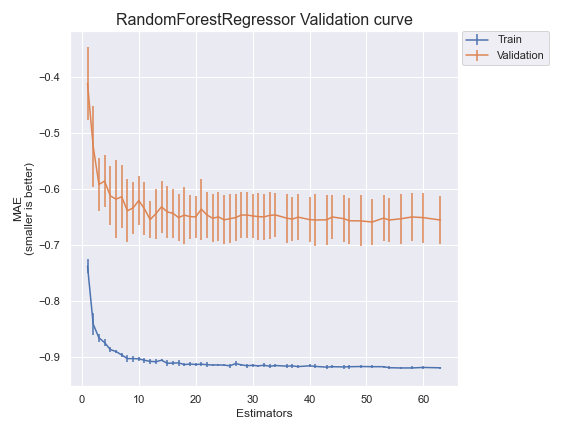 RandomForestRegressor Validation curve
Train
Validation
−0.4
−0.5
−0.6
−0.7
−0.8
−0.9
MAE
(smaller is better)
0 10 20 30 40 50 60
Estimators